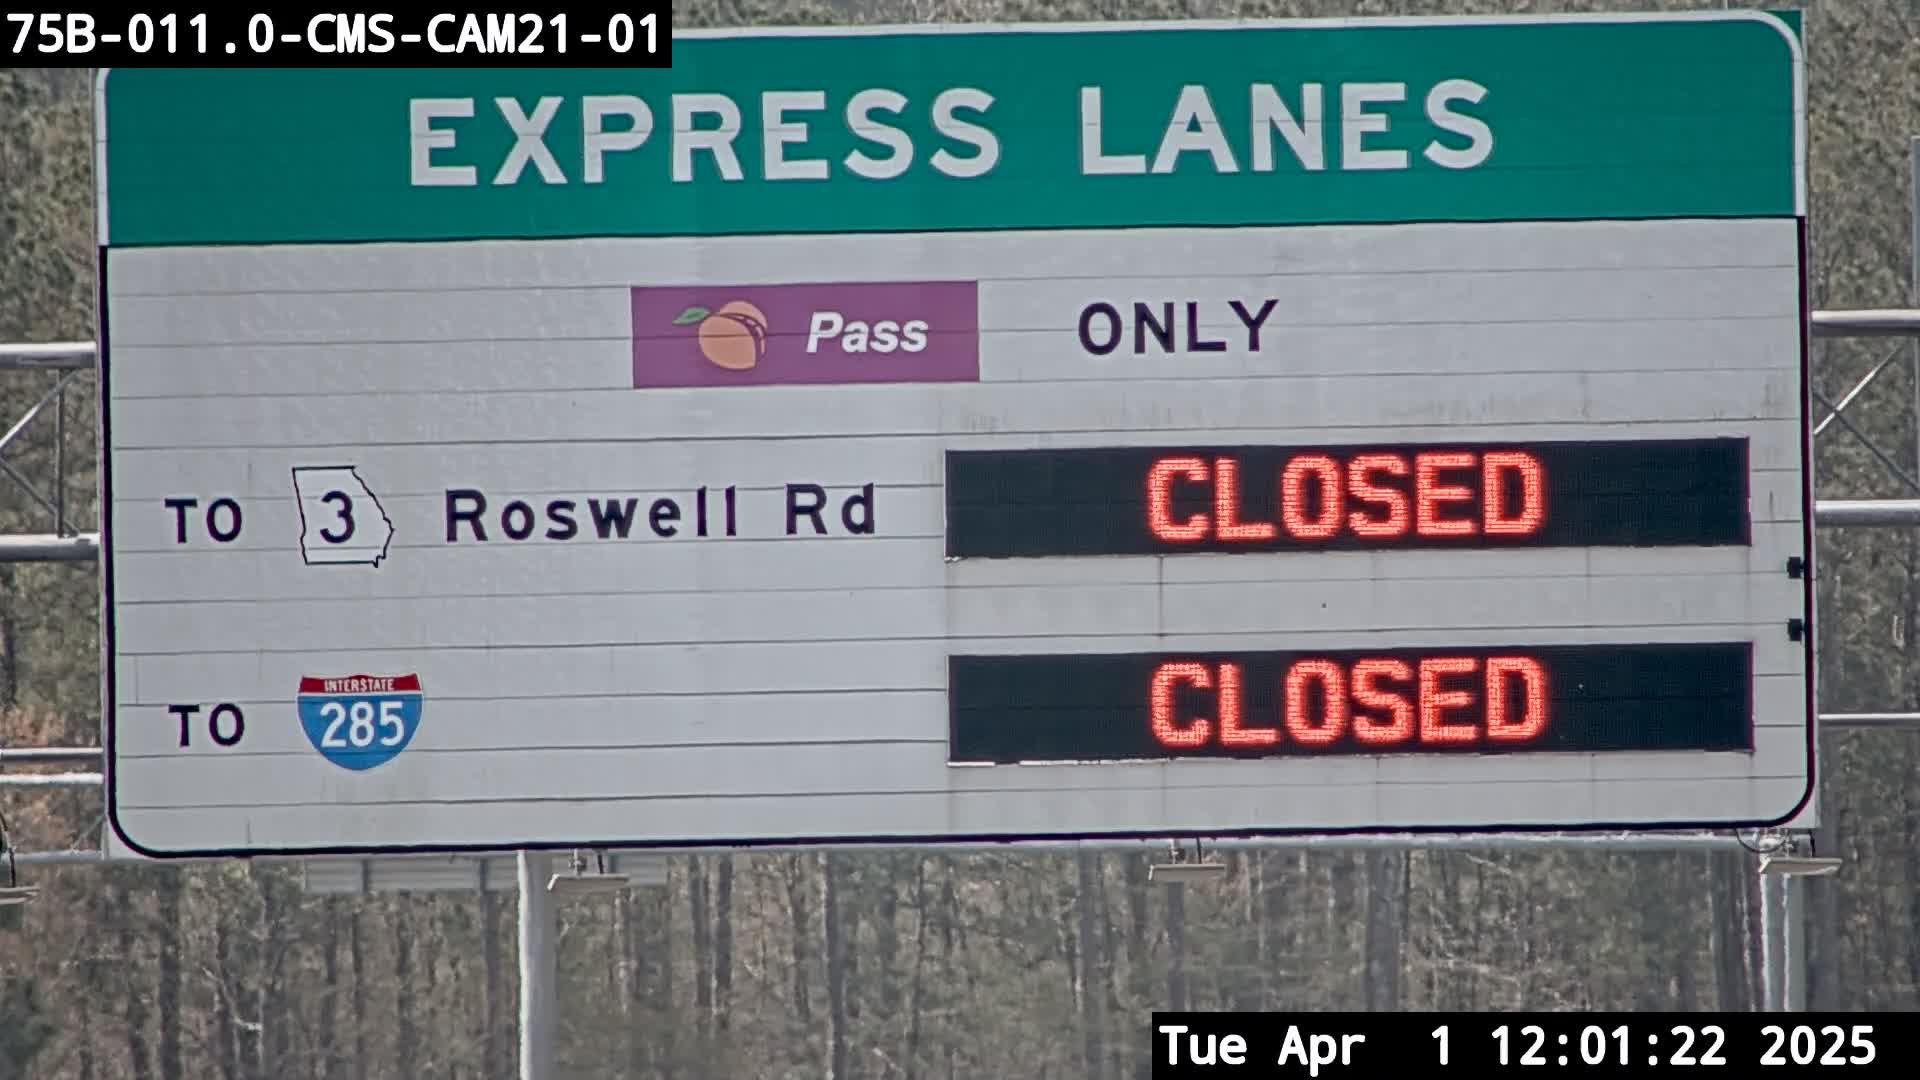 75B-011.0-CMS-CAM21-01
EXPRESS LANES
Pass ONLY
TO 3 Roswell Rd CLOSED
TO INTERSTATE 285 CLOSED
Tue Apr 1 12:01:22 2025